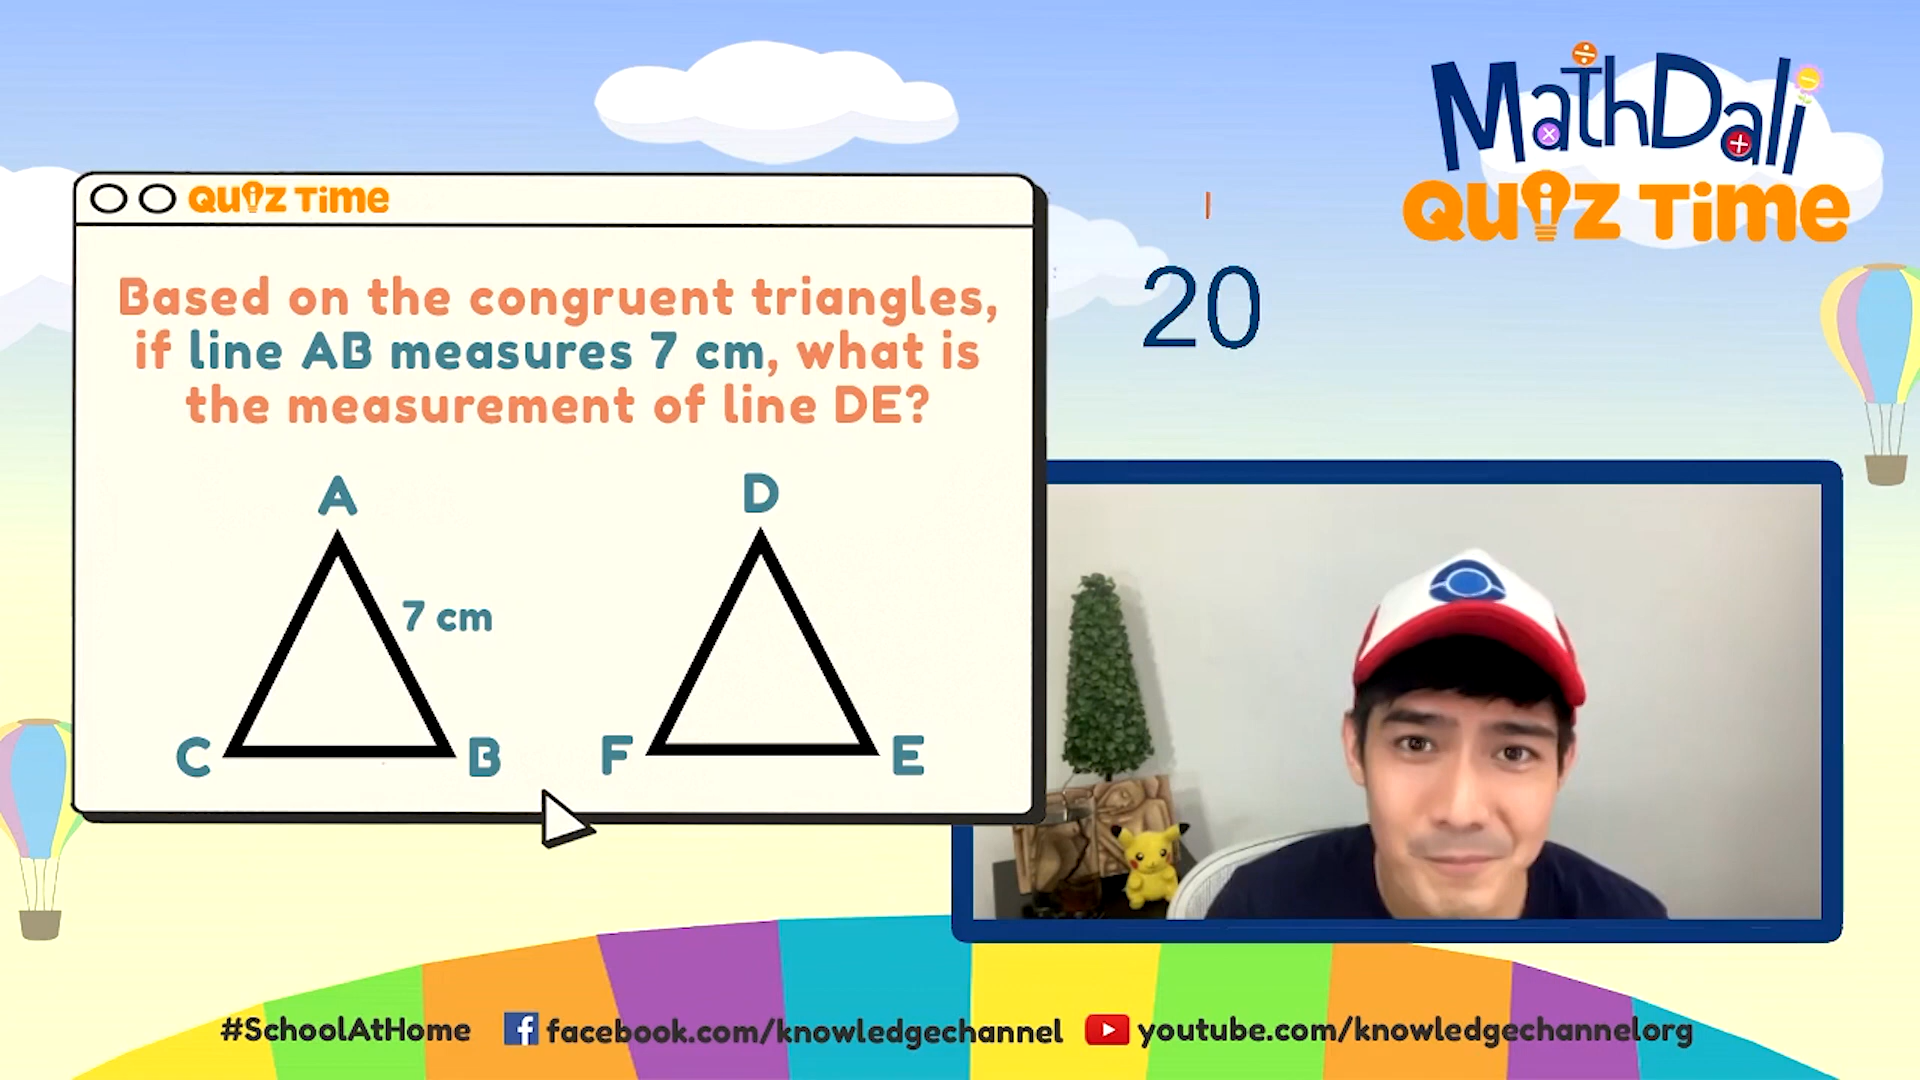 MathDali
QUiZ TiMe
QUiZ TiMe
20
Based on the congruent triangles,
if line AB measures 7 cm, what is
the measurement of line DE?
A
D
7 cm
C
B
F
E
#SchoolAtHome facebook.com/knowledgechannel youtube.com/knowledgechannelorg